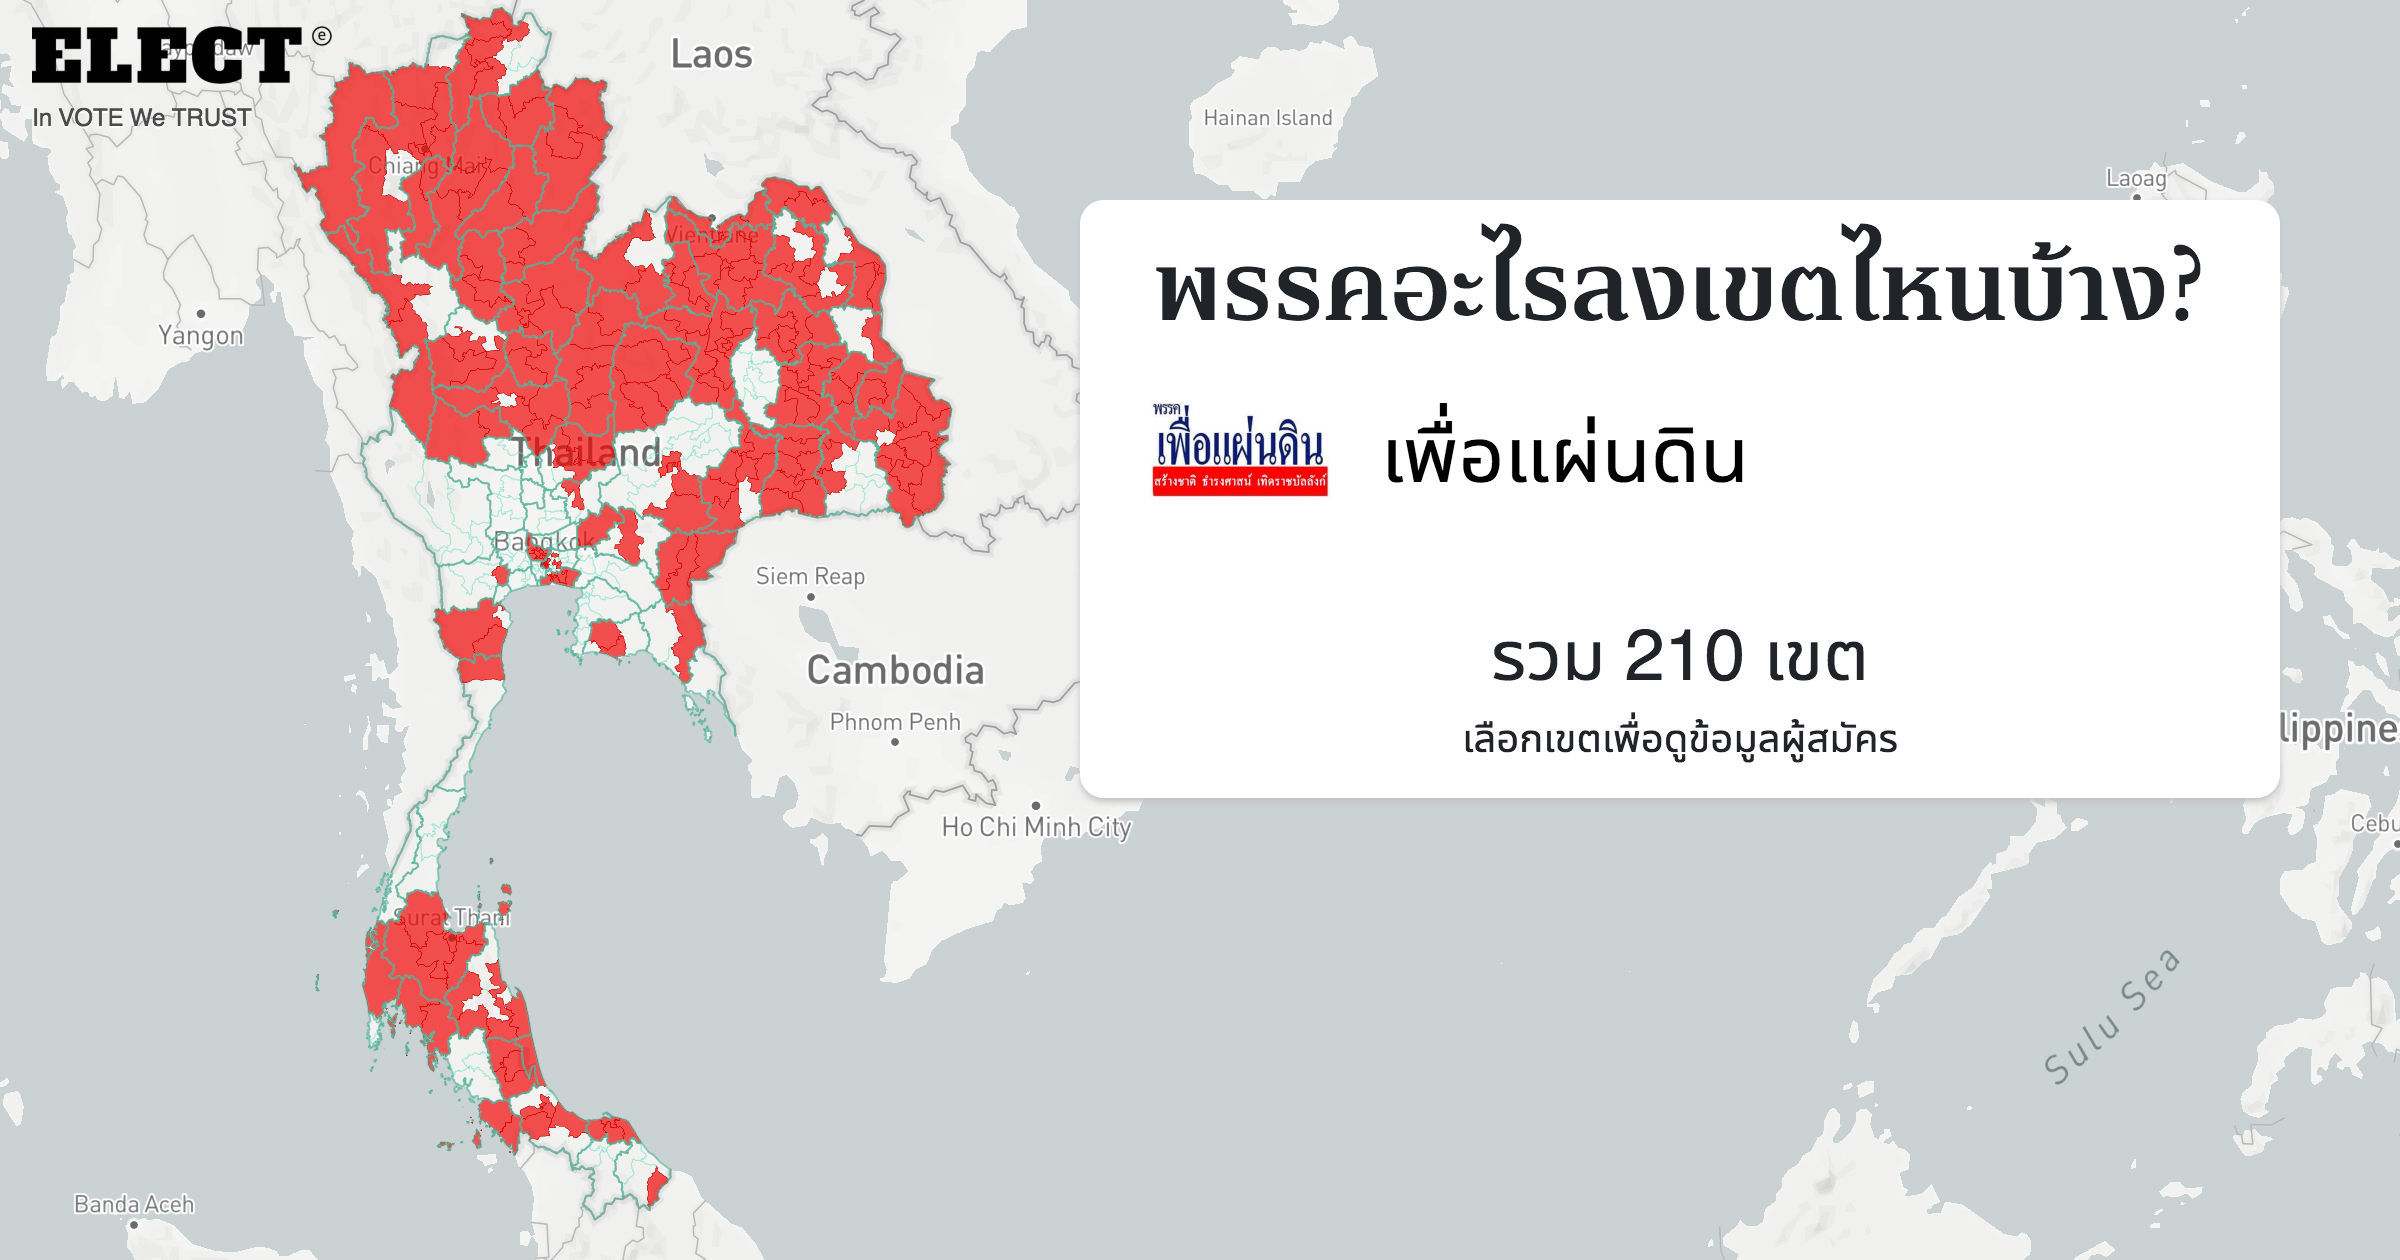 ELECT
In VOTE We TRUST
Laos
Hainan Island
Laoag
Chiang Mai
Vientiane
Yangon
พรรคอะไรลงเขตไหนบ้าง?
พรรค
เพื่อแผ่นดิน
สร้างชาติ ธำรงศาสน์ เทิดราชบัลลังก์
เพื่อแผ่นดิน
Thailand
Bangkok
Siem Reap
Cambodia
Phnom Penh
รวม 210 เขต
เลือกเขตเพื่อดูข้อมูลผู้สมัคร
lippine
Ho Chi Minh City
Cebu
Surat Thani
Sulu Sea
Banda Aceh